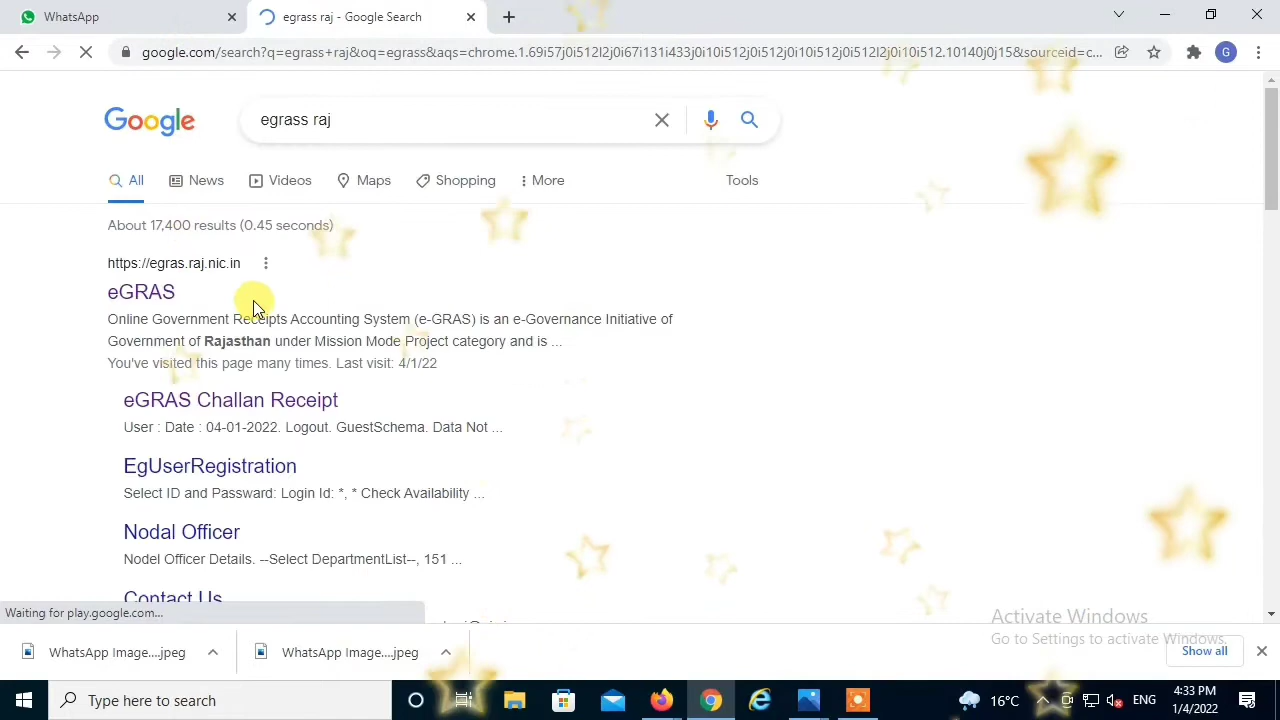 WhatsApp
egrass raj - Google Search
google.com/search?q=egrass+raj&oq=egrass&aqs=chrome.1.69i57j0i512l2j0i67i131i433j0i10i512j0i512j0i10i512j0i512l2j0i10i512.10140j0j15&sourceid=c...
G
Google
egrass raj
All
News
Videos
Maps
Shopping
More
Tools
About 17,400 results (0.45 seconds)
https://egras.raj.nic.in
eGRAS
Online Government Receipts Accounting System (e-GRAS) is an e-Governance Initiative of
Government of Rajasthan under Mission Mode Project category and is ...
You've visited this page many times. Last visit: 4/1/22
eGRAS Challan Receipt
User : Date : 04-01-2022. Logout. GuestSchema. Data Not ...
EgUserRegistration
Select ID and Password: Login Id: *, * Check Availability ...
Nodal Officer
Nodel Officer Details. --Select DepartmentList--, 151 ...
Contact Us
Waiting for play.google.com...
Activate Windows
Go to Settings to activate Windows.
WhatsApp Image....jpeg
WhatsApp Image....jpeg
Show all
Type here to search
16°C
ENG
4:33 PM
1/4/2022